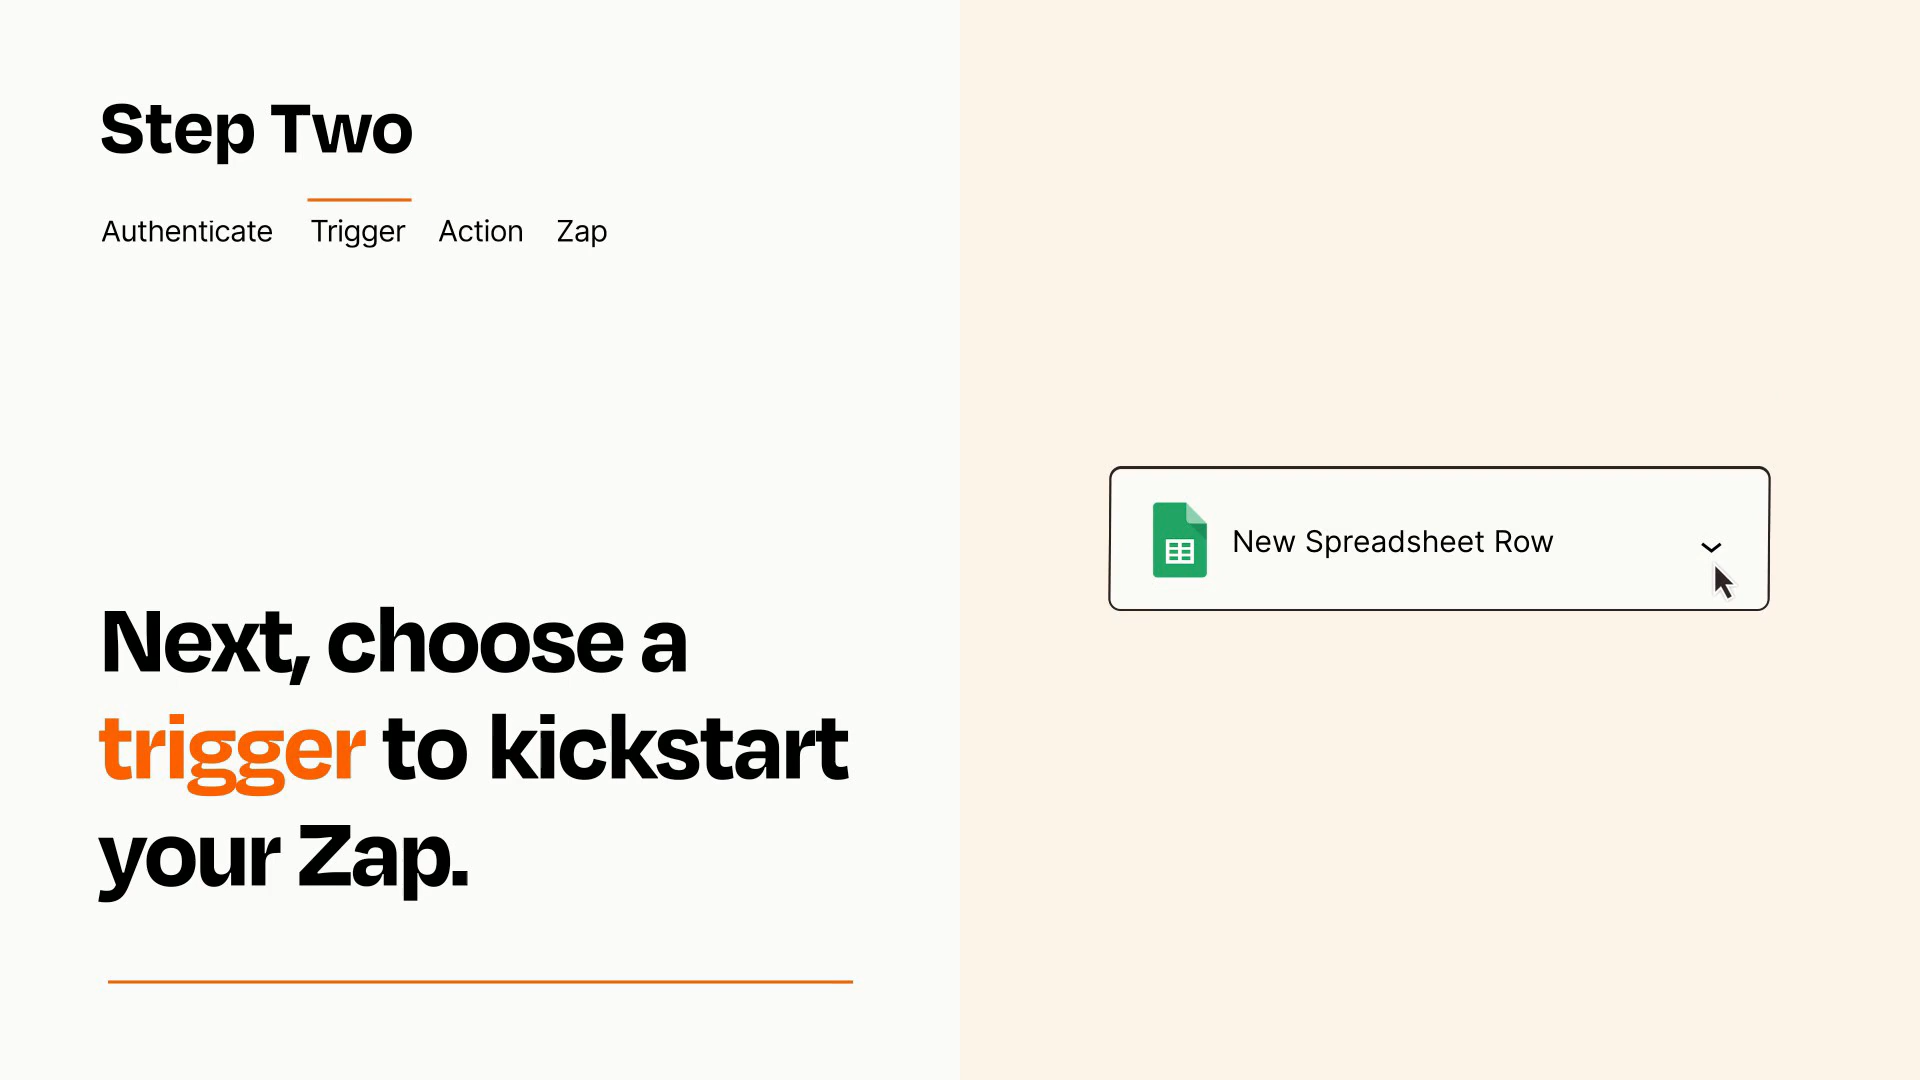 Step Two
Authenticate Trigger Action Zap
Next, choose a
trigger to kickstart
your Zap.
New Spreadsheet Row